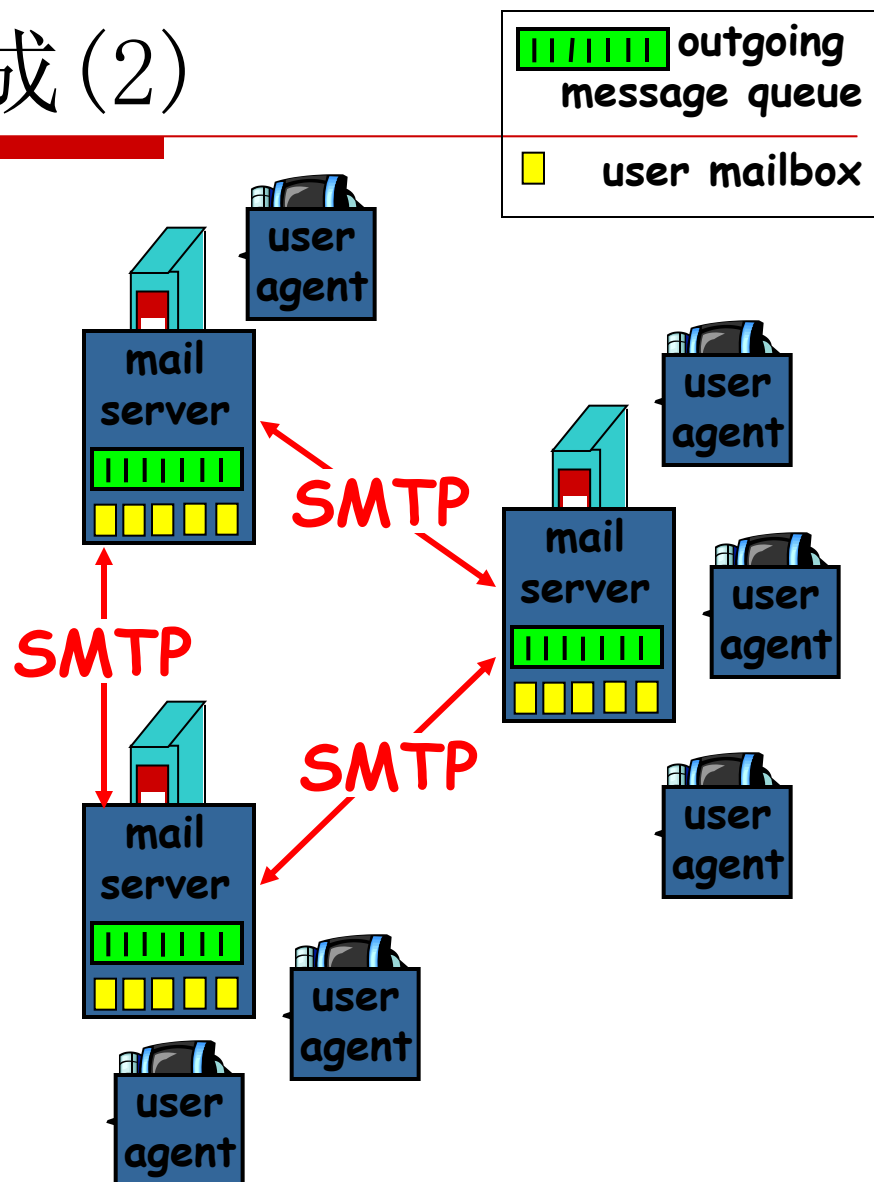 成(2)
outgoing
message queue
user mailbox
user
agent
mail
server
user
agent
SMTP
mail
server
user
agent
SMTP
SMTP
user
agent
mail
server
user
agent
user
agent